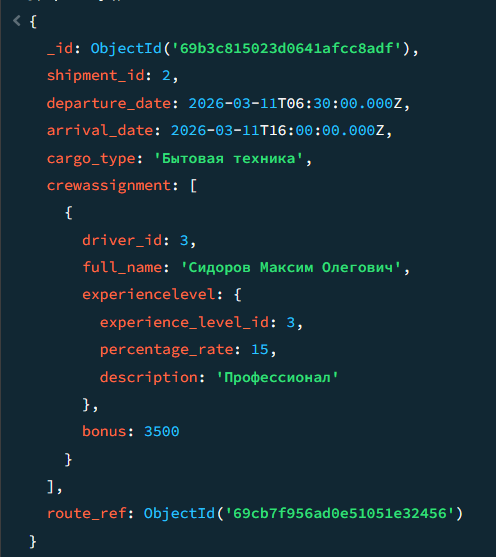 {
_id: ObjectId('69b3c815023d0641afcc8adf'),
shipment_id: 2,
departure_date: 2026-03-11T06:30:00.000Z,
arrival_date: 2026-03-11T16:00:00.000Z,
cargo_type: 'Бытовая техника',
crewassignment: [
{
driver_id: 3,
full_name: 'Сидоров Максим Олегович',
experiencelevel: {
experience_level_id: 3,
percentage_rate: 15,
description: 'Профессионал'
},
bonus: 3500
}
],
route_ref: ObjectId('69cb7f956ad0e51051e32456')
}